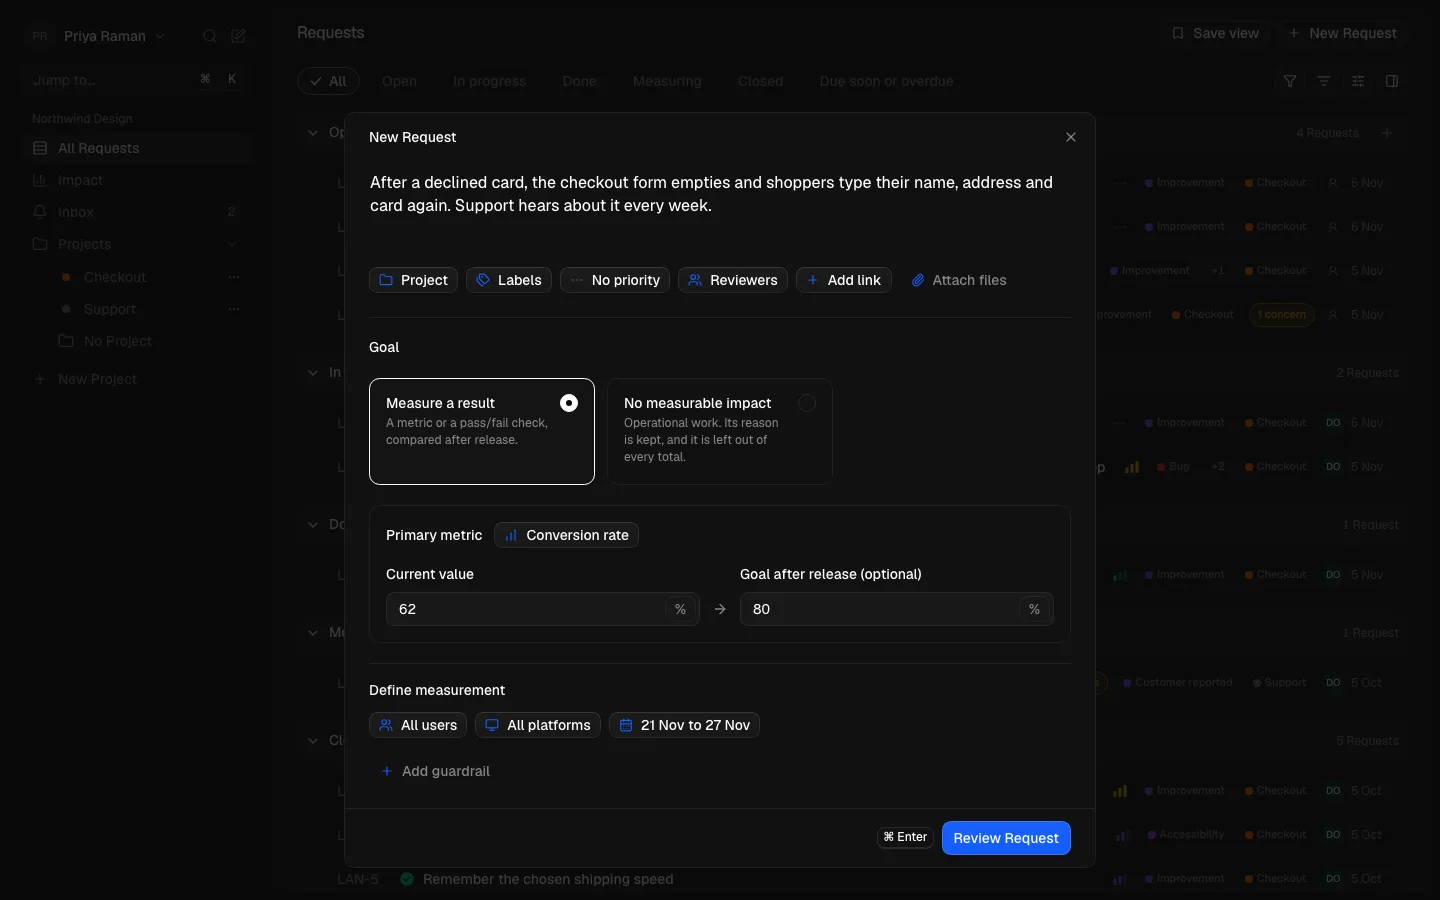 PR Priya Raman
Jump to... ⌘ K
Northwind Design
All Requests
Impact
Inbox 2
Projects
Checkout ...
Support ...
No Project
New Project
Requests
Save view
New Request
All
Open
In progress
Done
Measuring
Closed
Due soon or overdue
4 Requests
Improvement Checkout 6 Nov
Improvement Checkout 6 Nov
Improvement +1 Checkout 5 Nov
provement Checkout 1 concern 5 Nov
In
2 Requests
Improvement Checkout DO 6 Nov
Bug +2 Checkout DO 5 Nov
1 Request
Improvement Checkout DO 5 Nov
1 Request
Customer reported Support DO 5 Oct
5 Requests
Improvement Checkout DO 5 Oct
Accessibility Checkout DO 5 Oct
LAN-5 Remember the chosen shipping speed Improvement Checkout DO 5 Oct
New Request
After a declined card, the checkout form empties and shoppers type their name, address and
card again. Support hears about it every week.
Project
Labels
No priority
Reviewers
Add link
Attach files
Goal
Measure a result
A metric or a pass/fail check,
compared after release.
No measurable impact
Operational work. Its reason
is kept, and it is left out of
every total.
Primary metric Conversion rate
Current value
62 %
Goal after release (optional)
80 %
Define measurement
All users
All platforms
21 Nov to 27 Nov
Add guardrail
⌘ Enter
Review Request